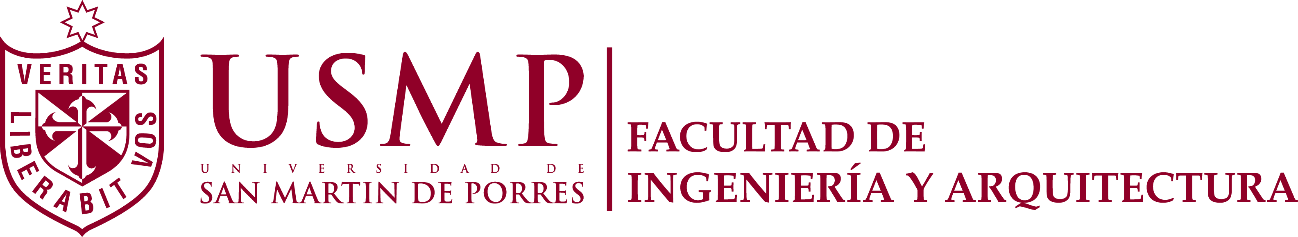 VERITAS
LIBERABIT VOS
USMP
UNIVERSIDAD DE
SAN MARTIN DE PORRES
FACULTAD DE
INGENIERÍA Y ARQUITECTURA